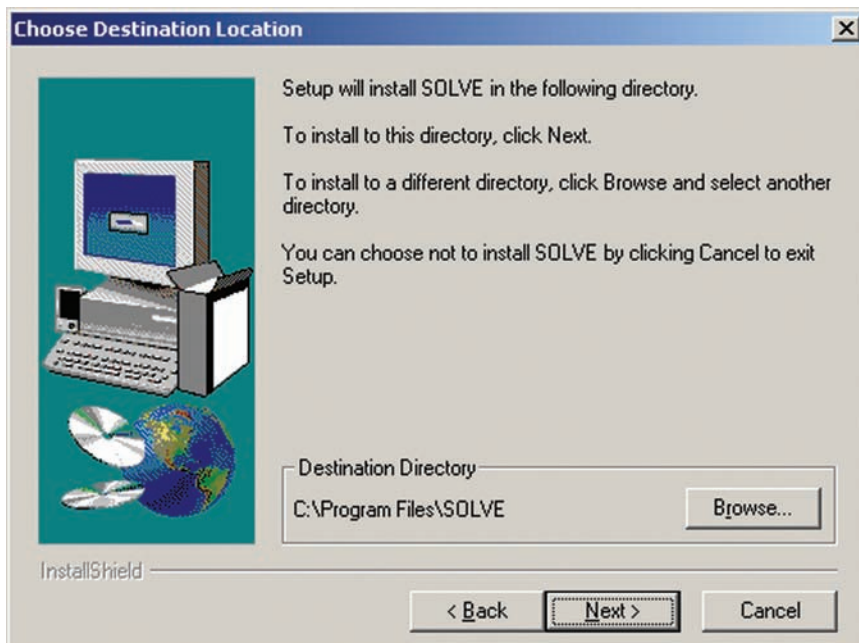 Choose Destination Location
Setup will install SOLVE in the following directory.
To install to this directory, click Next.
To install to a different directory, click Browse and select another
directory.
You can choose not to install SOLVE by clicking Cancel to exit
Setup.
Destination Directory
C:\Program Files\SOLVE
Browse...
InstallShield
< Back
Next >
Cancel